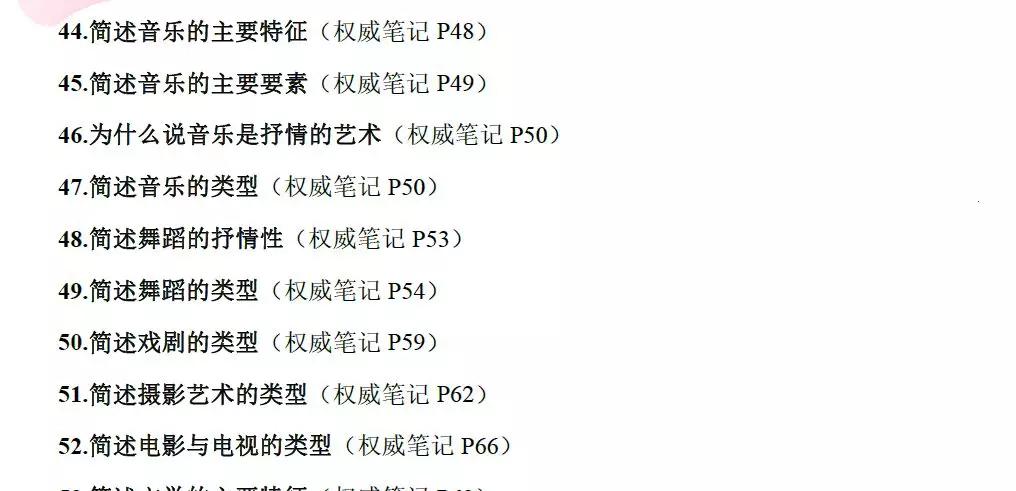 44.简述音乐的主要特征（权威笔记 P48）
45.简述音乐的主要要素（权威笔记 P49）
46.为什么说音乐是抒情的艺术（权威笔记 P50）
47.简述音乐的类型（权威笔记 P50）
48.简述舞蹈的抒情性（权威笔记 P53）
49.简述舞蹈的类型（权威笔记 P54）
50.简述戏剧的类型（权威笔记 P59）
51.简述摄影艺术的类型（权威笔记 P62）
52.简述电影与电视的类型（权威笔记 P66）